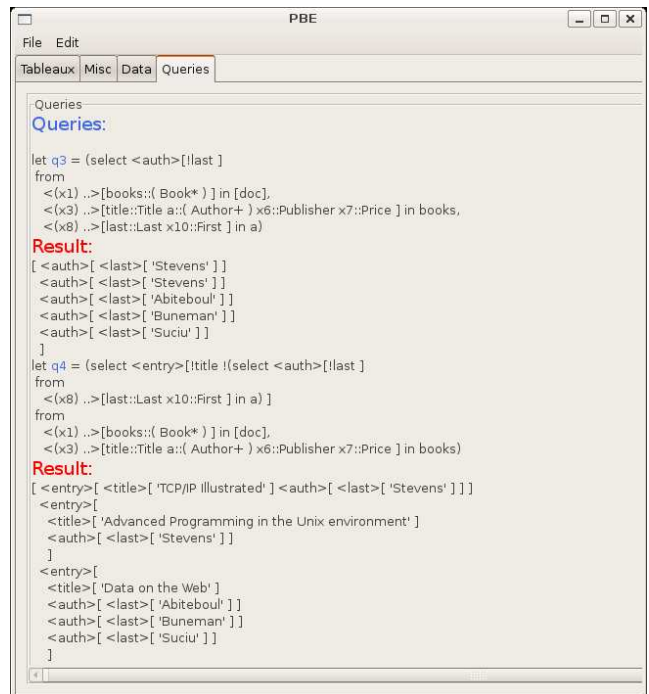 PBE
File Edit
Tableaux Misc Data Queries
Queries
Queries:
let q3 = (select <auth>[!last ]
from
<(x1) ..>[books::( Book* ) ] in [doc],
<(x3) ..>[title::Title a::( Author+ ) x6::Publisher x7::Price ] in books,
<(x8) ..>[last::Last x10::First ] in a)
Result:
[ <auth>[ <last>[ 'Stevens' ] ]
<auth>[ <last>[ 'Stevens' ] ]
<auth>[ <last>[ 'Abiteboul' ] ]
<auth>[ <last>[ 'Buneman' ] ]
<auth>[ <last>[ 'Suciu' ] ]
]
let q4 = (select <entry>[!title !(select <auth>[!last ]
from
<(x8) ..>[last::Last x10::First ] in a) ]
from
<(x1) ..>[books::( Book* ) ] in [doc],
<(x3) ..>[title::Title a::( Author+ ) x6::Publisher x7::Price ] in books)
Result:
[ <entry>[ <title>[ 'TCP/IP Illustrated' ] <auth>[ <last>[ 'Stevens' ] ] ]
<entry>[
<title>[ 'Advanced Programming in the Unix environment' ]
<auth>[ <last>[ 'Stevens' ] ]
]
<entry>[
<title>[ 'Data on the Web' ]
<auth>[ <last>[ 'Abiteboul' ] ]
<auth>[ <last>[ 'Buneman' ] ]
<auth>[ <last>[ 'Suciu' ] ]
]